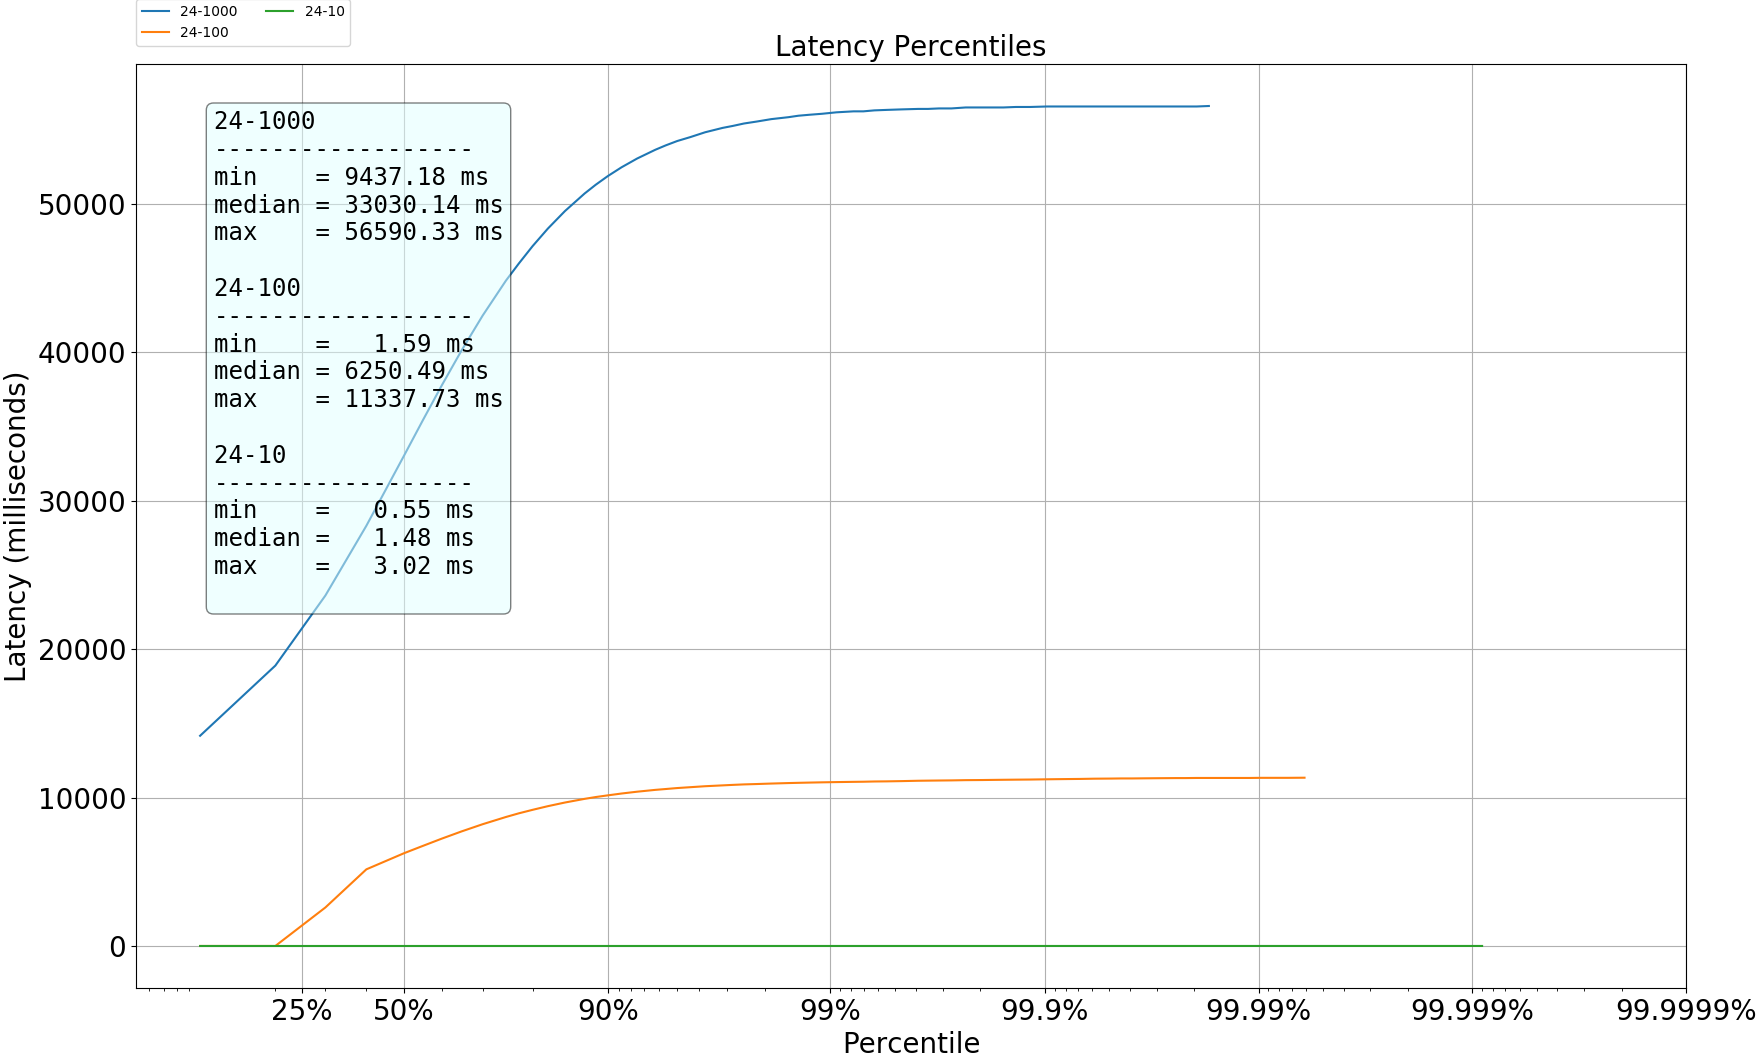 24-1000
24-100
24-10
Latency Percentiles
24-1000
------------------
min    = 9437.18 ms
median = 33030.14 ms
max    = 56590.33 ms
24-100
------------------
min    =   1.59 ms
median = 6250.49 ms
max    = 11337.73 ms
24-10
------------------
min    =   0.55 ms
median =   1.48 ms
max    =   3.02 ms
50000
40000
30000
20000
10000
0
Latency (milliseconds)
25% 50% 90% 99% 99.9% 99.99% 99.999% 99.9999%
Percentile